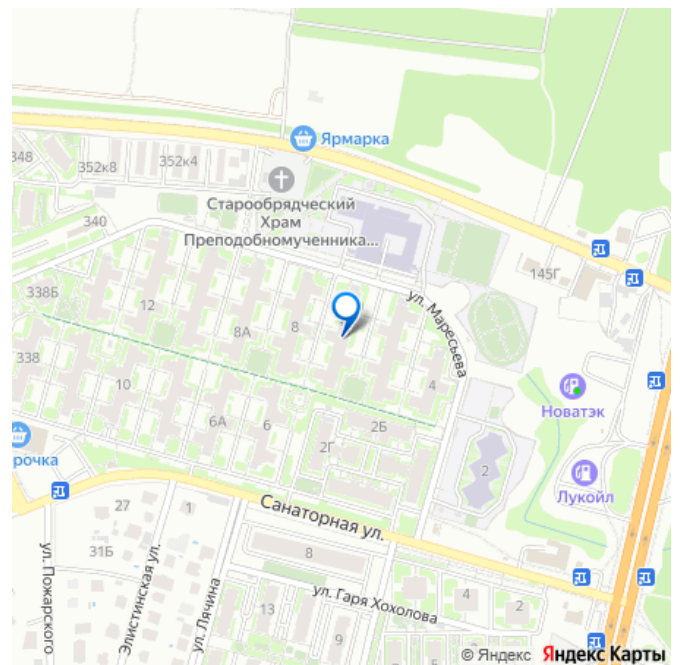 Ярмарка
348
352к8
352к4
Старообрядческий
Храм
Преподобномученника...
340
145Г
338Б
12
8А
8
ул. Маресьева
338
10
4
Новатэк
6А
6
2Б
2Г
2
рочка
Лукойл
27
1
Санаторная ул.
31Б
8
ул. Пожарского
Элистинская ул.
ул. Лячина
ул. Гаря Хохолова
4
2
13
9
© Яндекс Яндекс Карты